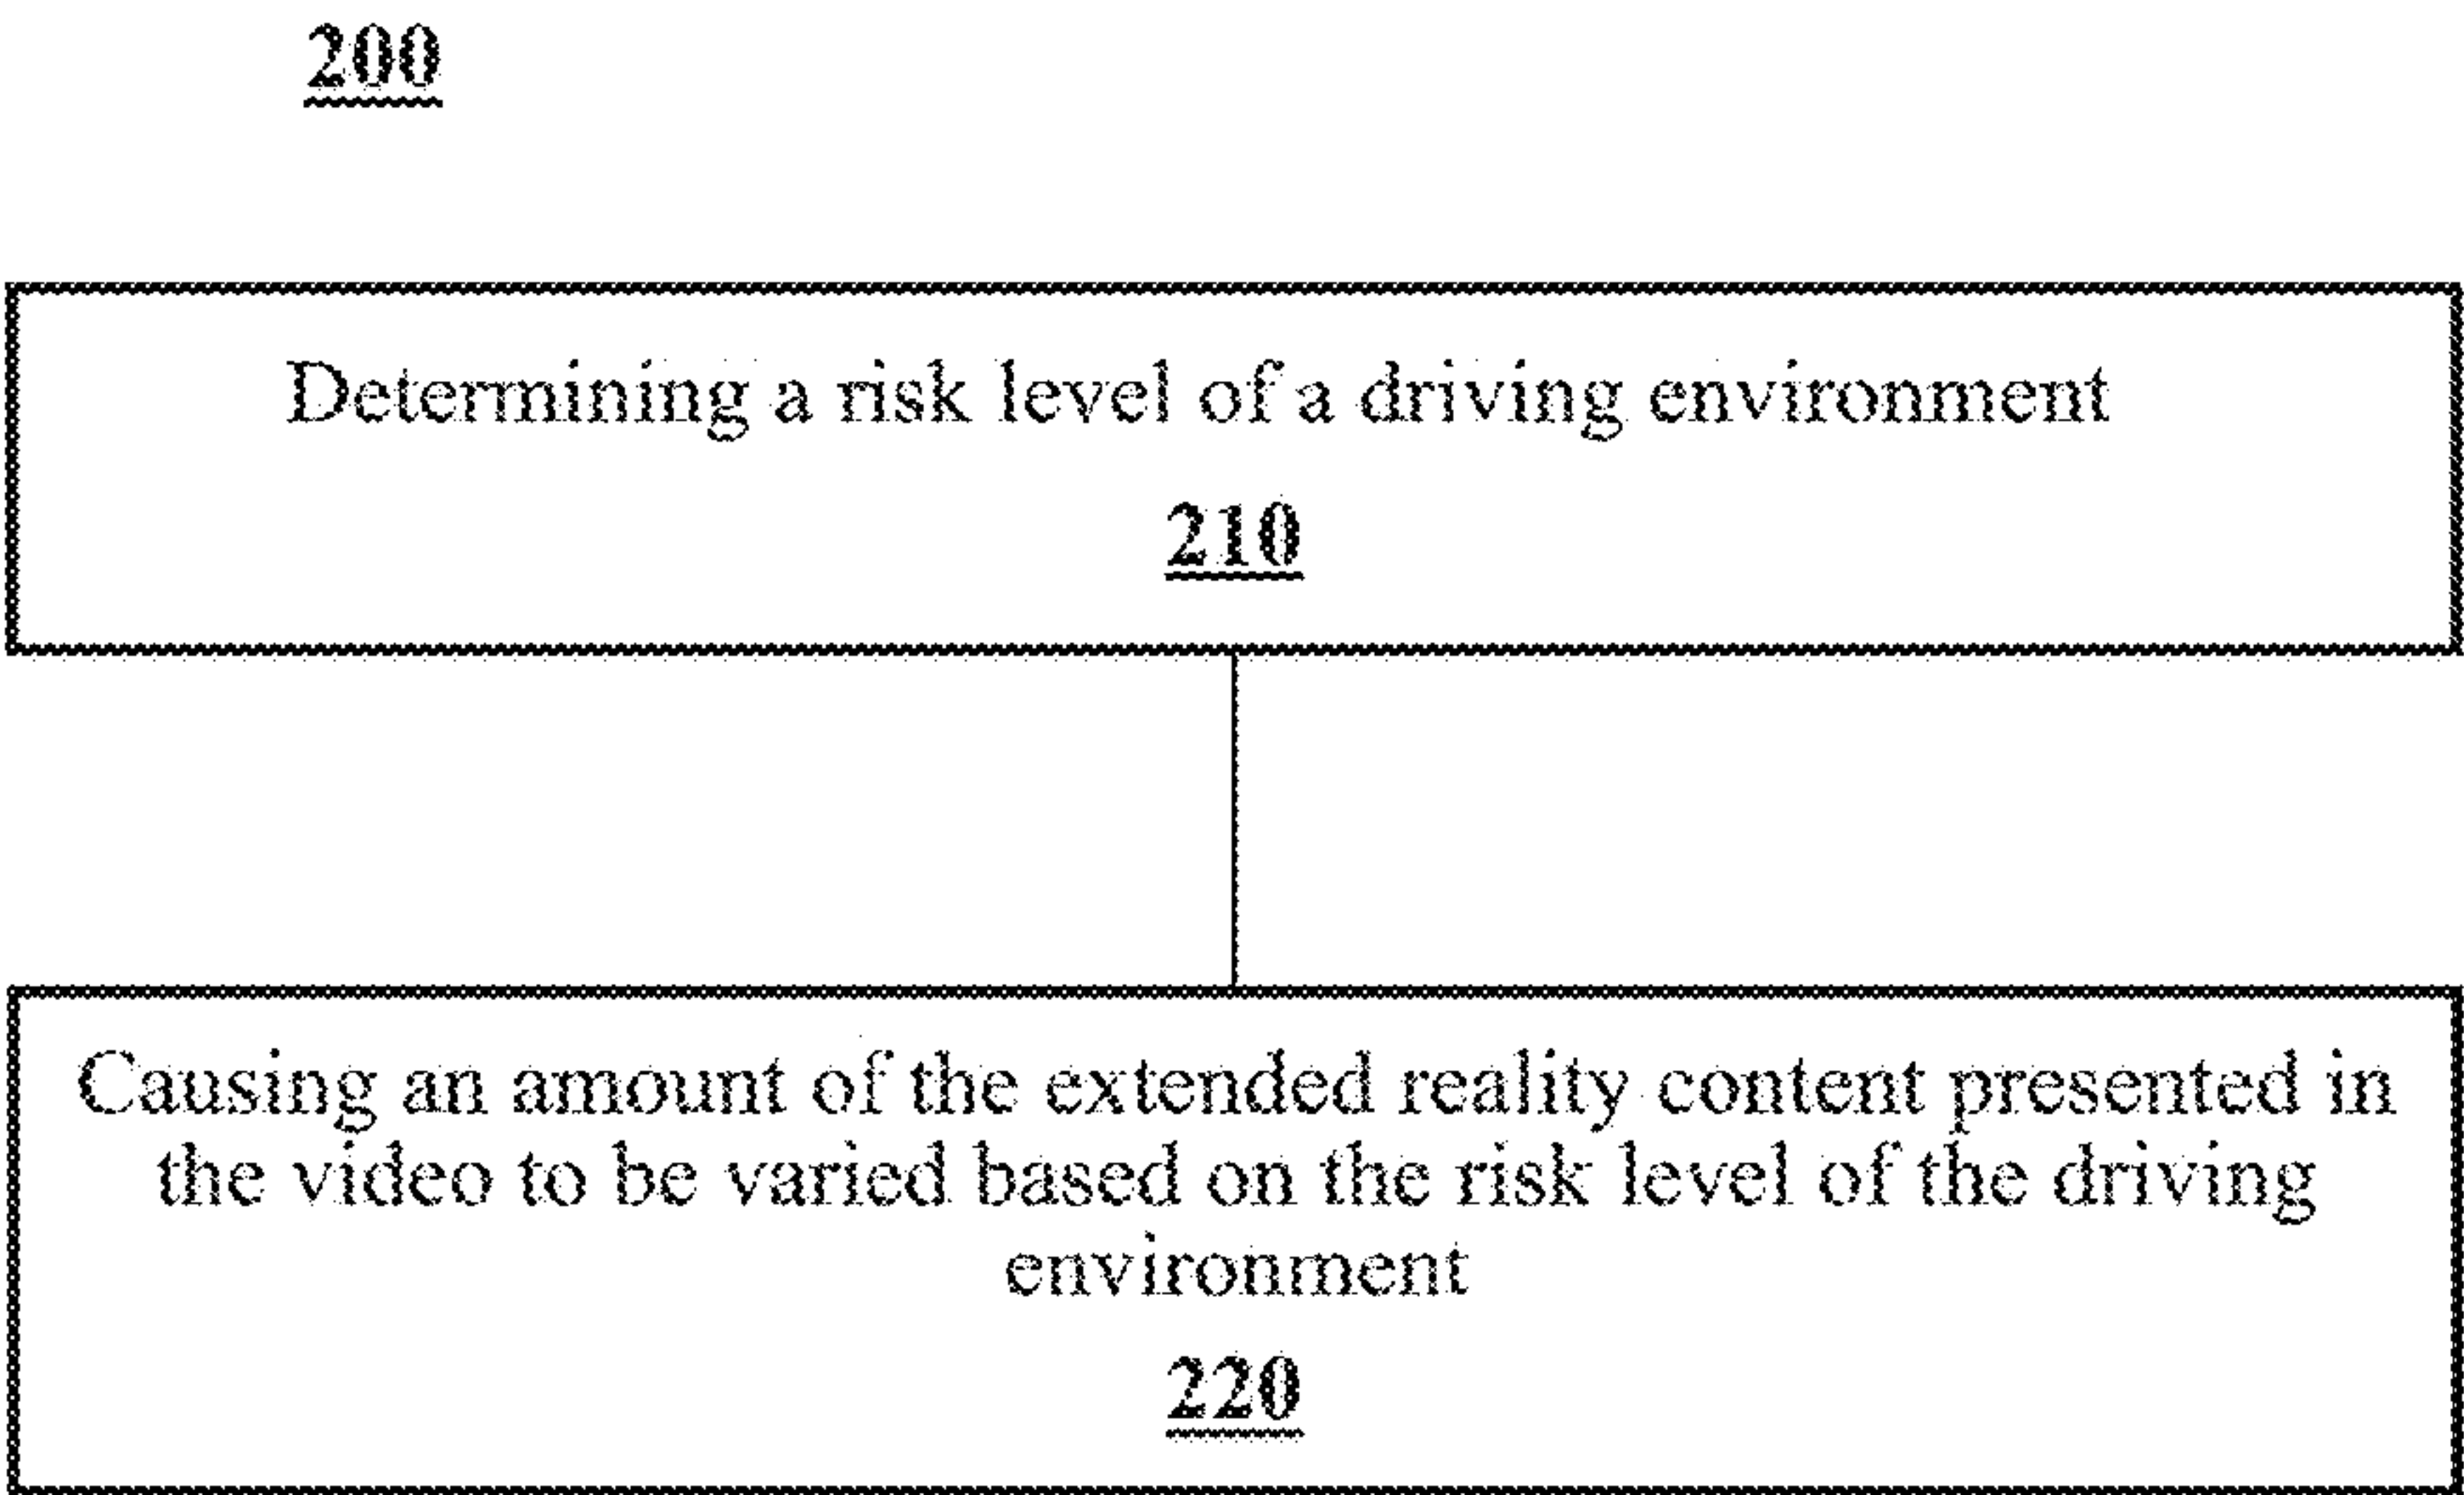 200
Determining a risk level of a driving environment
210
Causing an amount of the extended reality content presented in
the video to be varied based on the risk level of the driving
environment
220